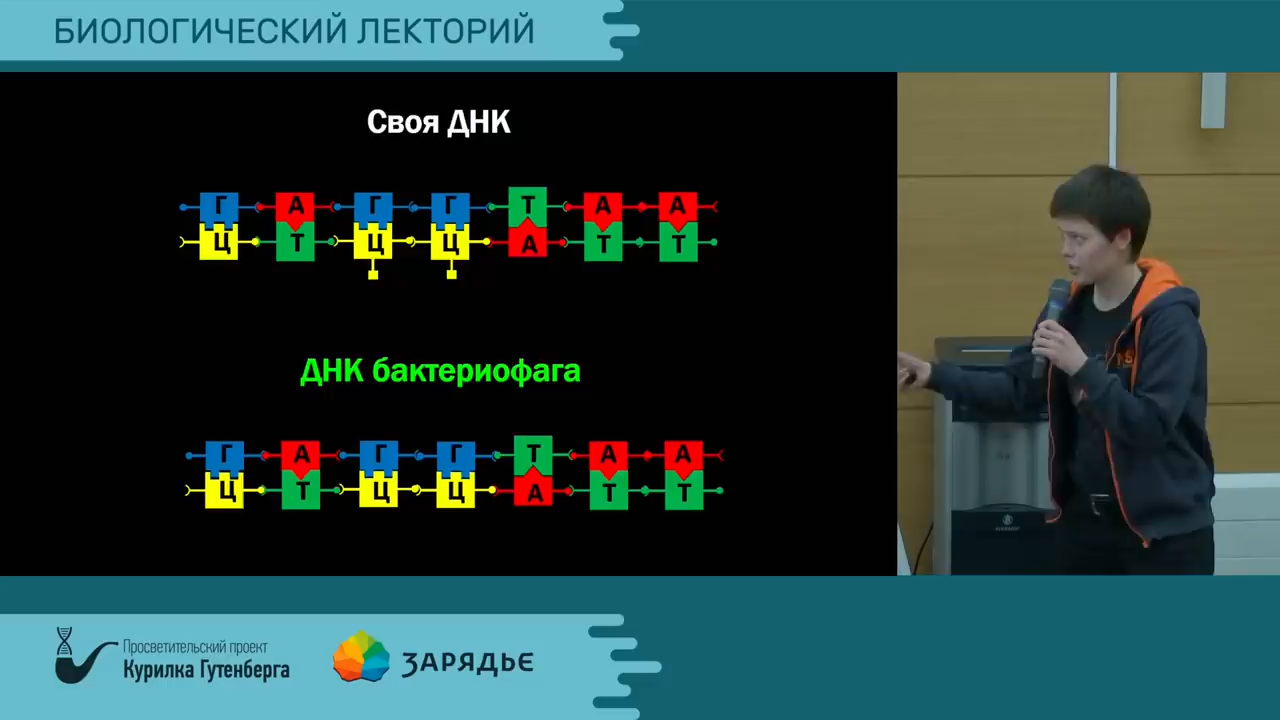 БИОЛОГИЧЕСКИЙ ЛЕКТОРИЙ
Своя ДНК
Г А Г Г Т А А
Ц Т Ц Ц А Т Т
ДНК бактериофага
Г А Г Г Т А А
Ц Т Ц Ц А Т Т
Просветительский проект
Курилка Гутенберга
ЗАРЯДЬЕ